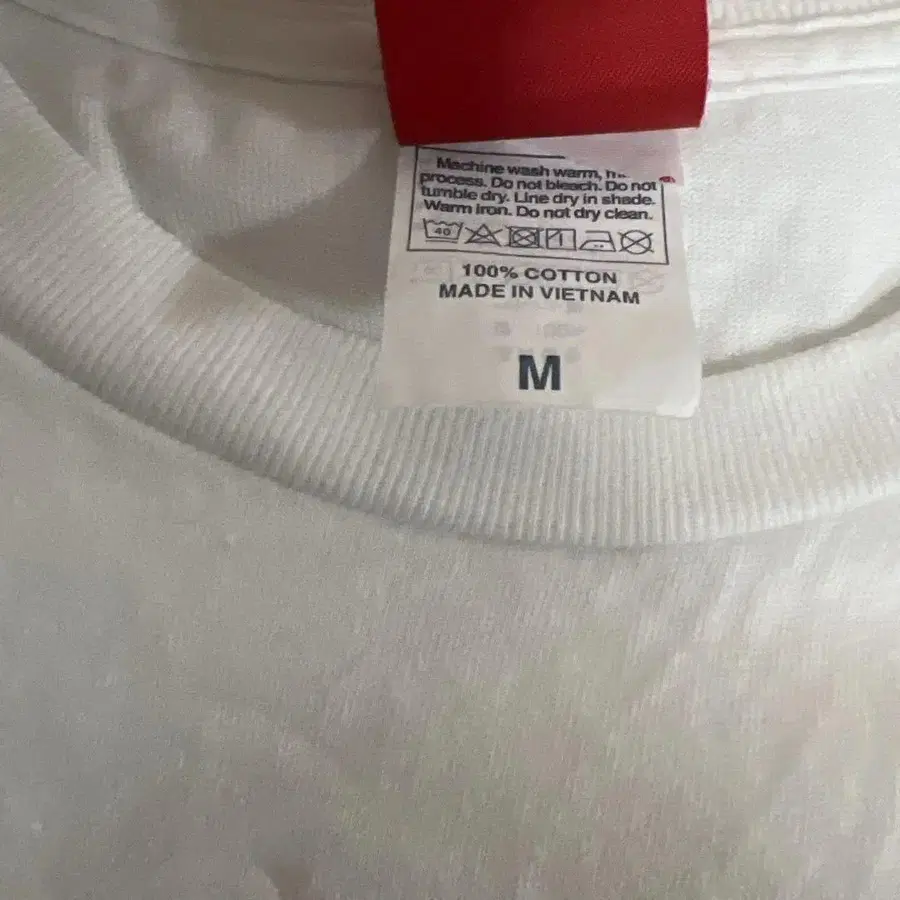 Machine wash warm,
process. Do not bleach. Do not
tumble dry. Line dry in shade.
Warm iron. Do not dry clean.
40
100% COTTON
MADE IN VIETNAM
M